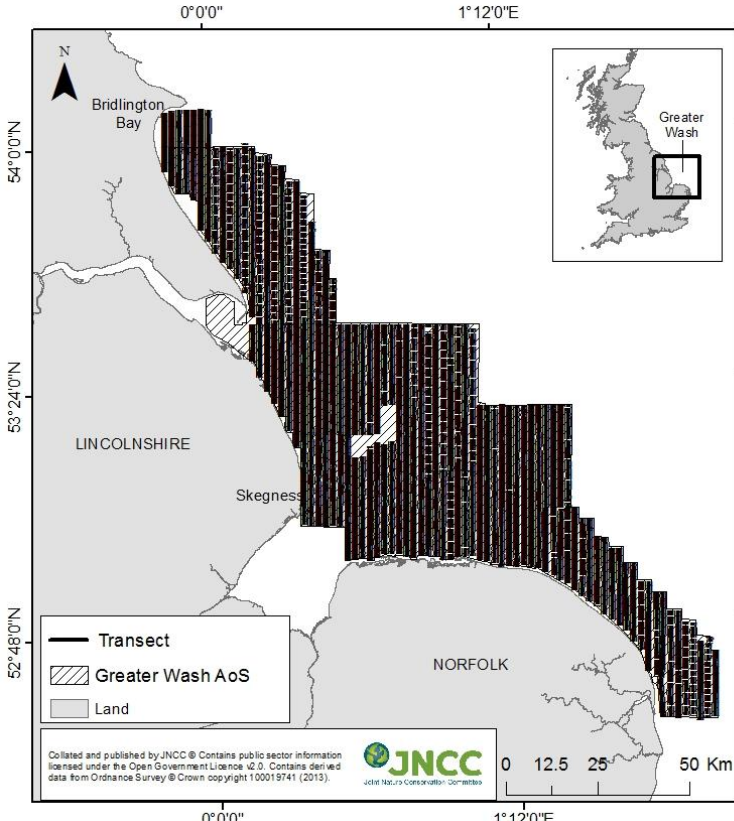 0°0'0"
1°12'0"E
N
Bridlington
Bay
Greater
Wash
54°0'0"N
53°24'0"N
LINCOLNSHIRE
Skegness
52°48'0"N
NORFOLK
Transect
Greater Wash AoS
Land
Collated and published by JNCC © Contains public sector information
licensed under the Open Government Licence v2.0. Contains derived
data from Ordnance Survey © Crown copyright 100019741 (2013).
JNCC
Joint Nature Conservation Committee
0 12.5 25 50 Km
0°0'0"
1°12'0"E